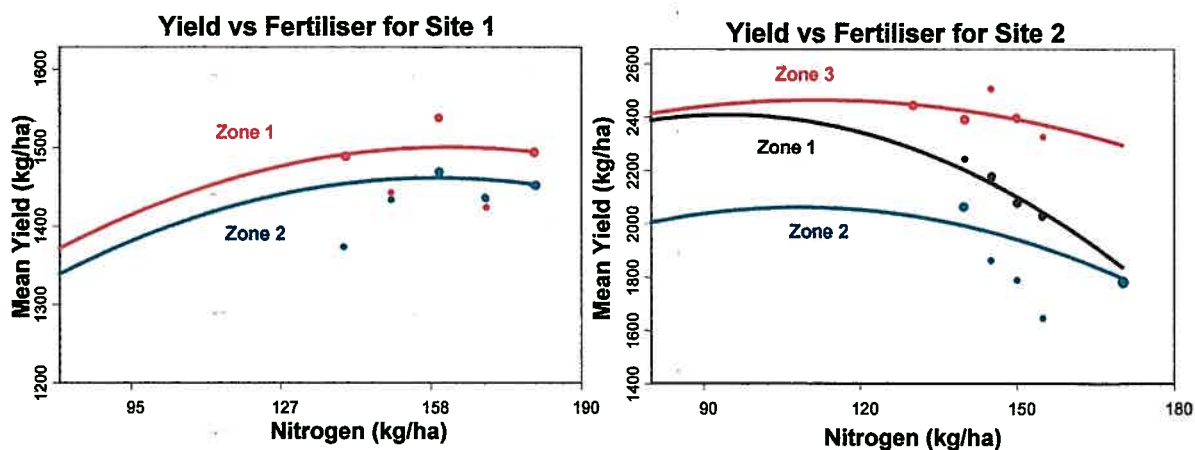 Yield vs Fertiliser for Site 1
Mean Yield (kg/ha)
1600
1500
1400
1300
1200
Zone 1
Zone 2
95
127
158
190
Nitrogen (kg/ha)
Yield vs Fertiliser for Site 2
Mean Yield (kg/ha)
2600
2400
2200
2000
1800
1600
1400
Zone 3
Zone 1
Zone 2
90
120
150
180
Nitrogen (kg/ha)